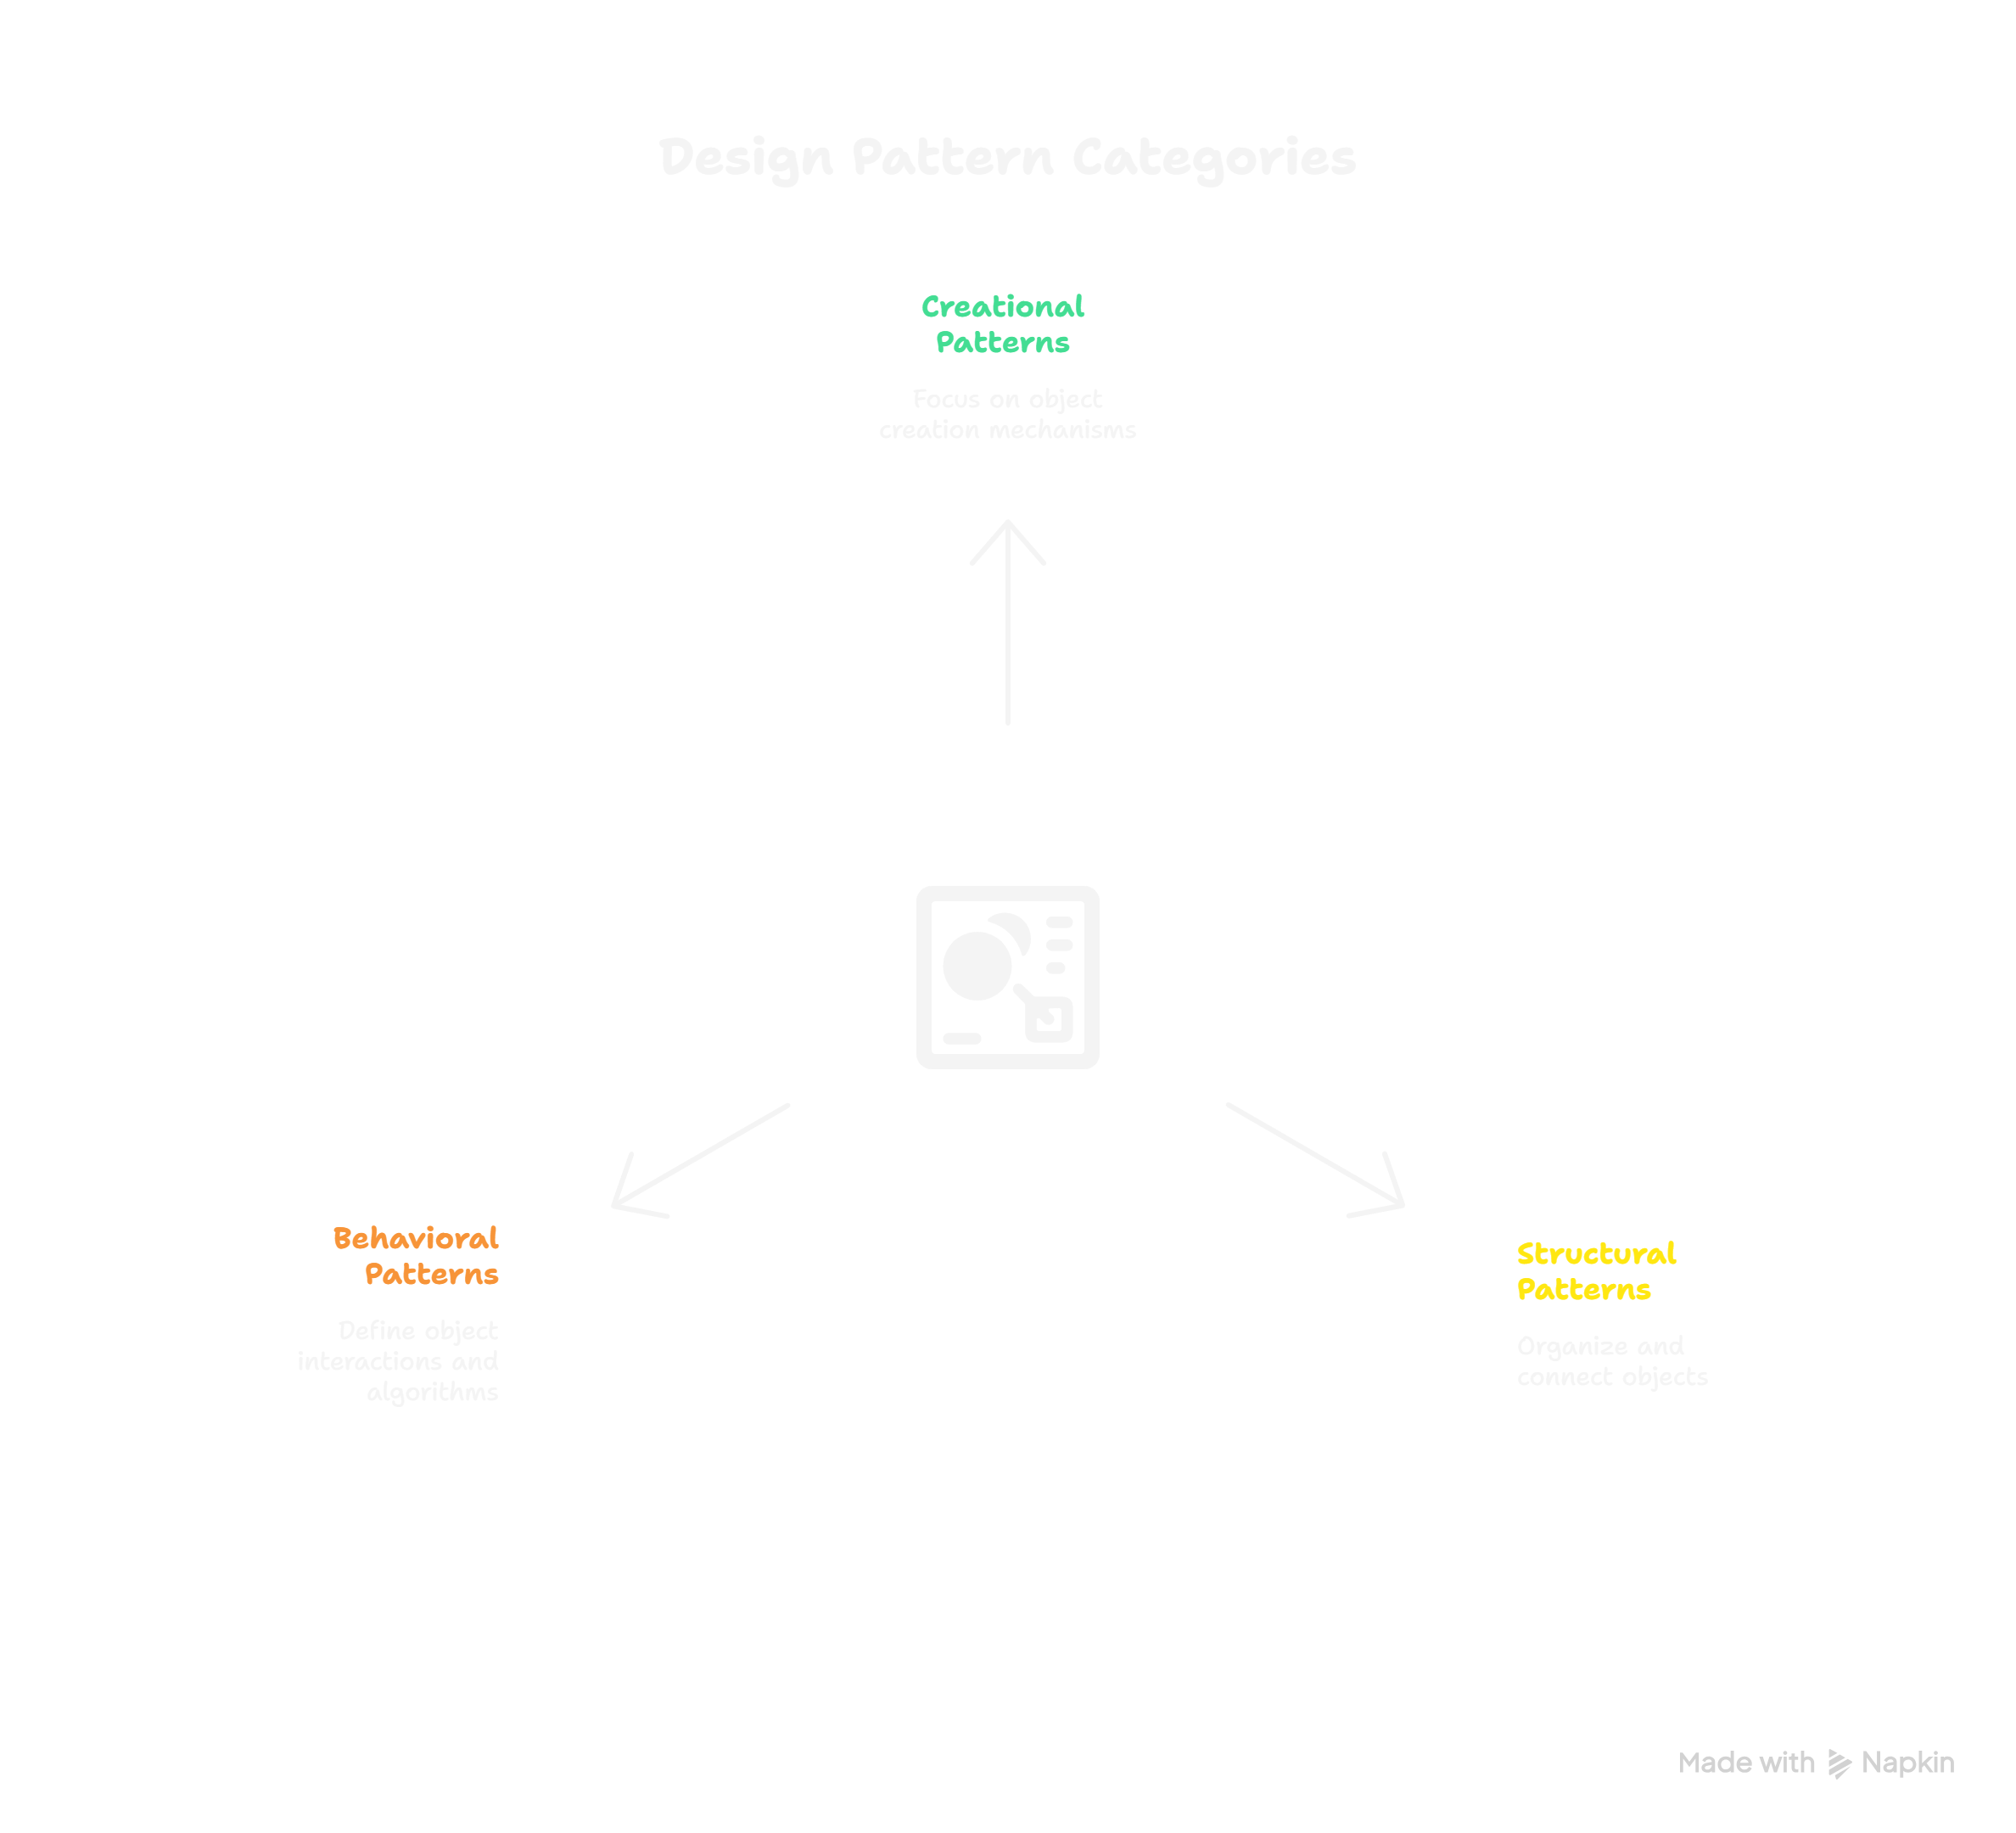 Design Pattern Categories
Creational
Patterns
Focus on object
creation mechanisms
Behavioral
Patterns
Define object
interactions and
algorithms
Structural
Patterns
Organize and
connect objects
Made with Napkin